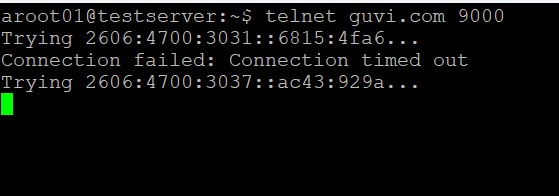 aroot01@testserver:~$ telnet guvi.com 9000
Trying 2606:4700:3031::6815:4fa6...
Connection failed: Connection timed out
Trying 2606:4700:3037::ac43:929a...